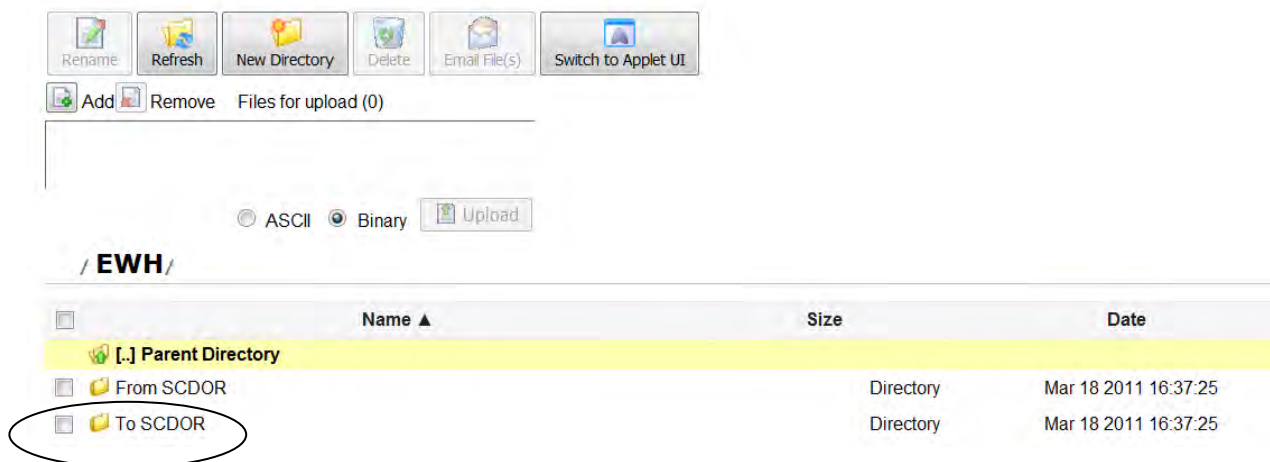 Rename Refresh New Directory Delete Email File(s) Switch to Applet UI
Add Remove Files for upload (0)
ASCII Binary Upload
/ EWH /
Name ▲ Size Date
[..] Parent Directory
From SCDOR Directory Mar 18 2011 16:37:25
To SCDOR Directory Mar 18 2011 16:37:25